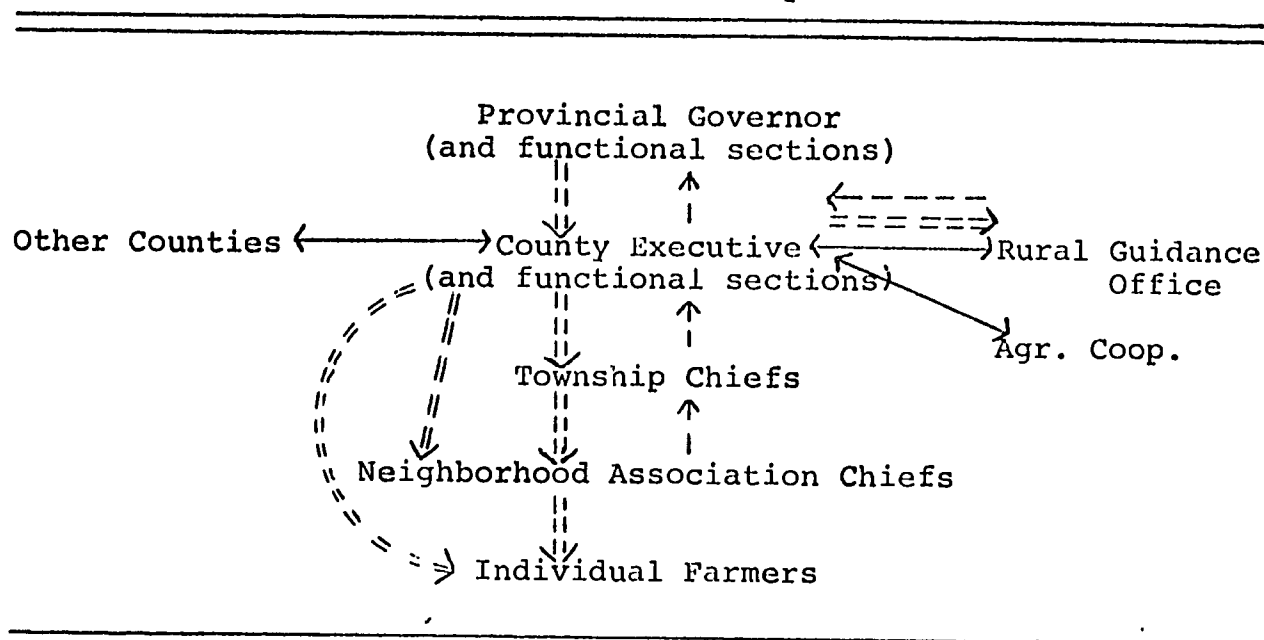 Provincial Governor
(and functional sections)
Other Counties
County Executive
(and functional sections)
Rural Guidance
Office
Agr. Coop.
Township Chiefs
Neighborhood Association Chiefs
Individual Farmers